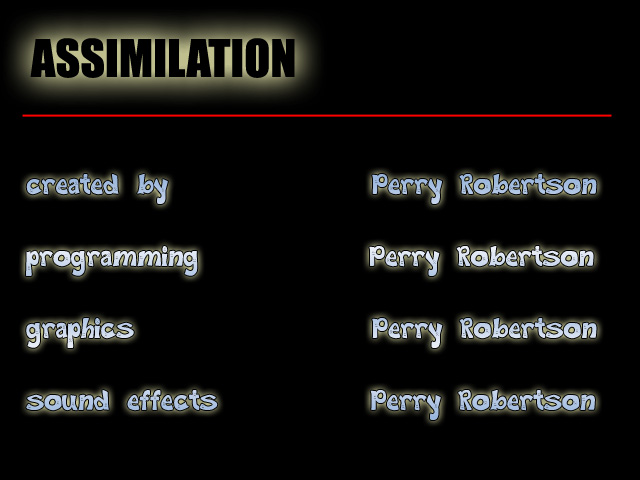 ASSIMILATION
created by Perry Robertson
programming Perry Robertson
graphics Perry Robertson
sound effects Perry Robertson